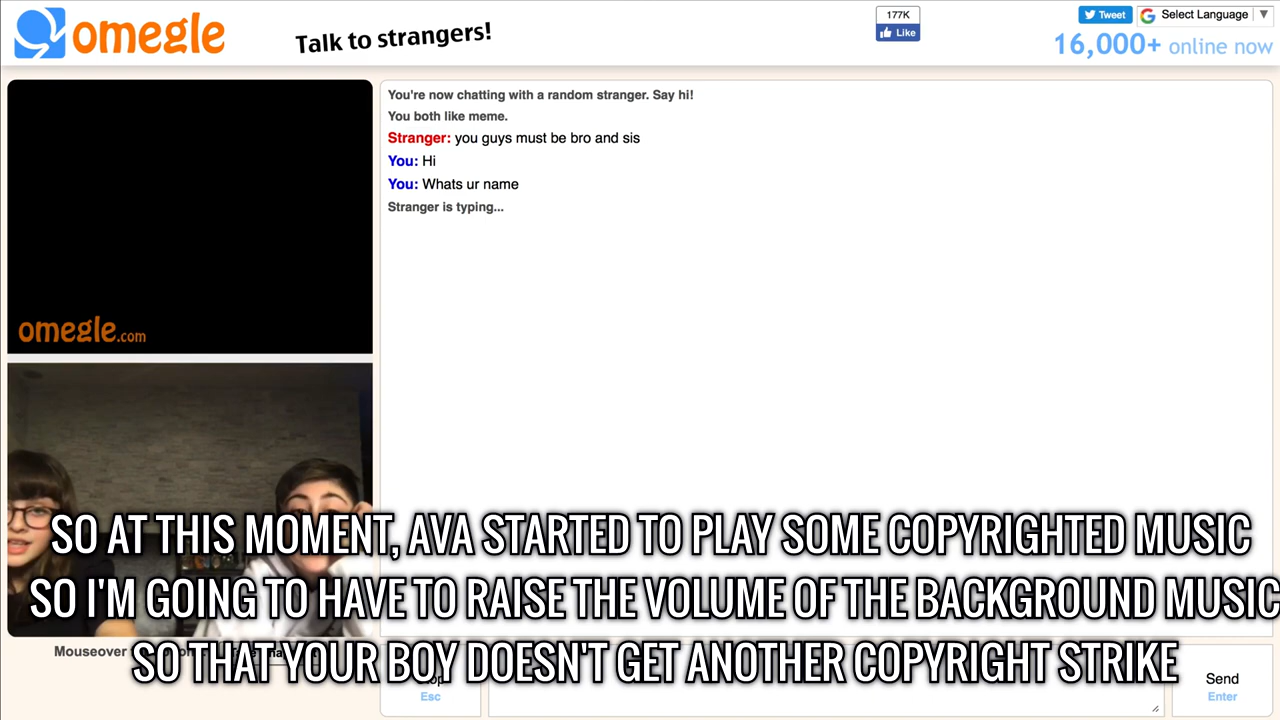 omegle
Talk to strangers!
177K
Like
Tweet
Select Language
16,000+ online now
You're now chatting with a random stranger. Say hi!
You both like meme.
Stranger: you guys must be bro and sis
You: Hi
You: Whats ur name
Stranger is typing...
omegle.com
SO AT THIS MOMENT, AVA STARTED TO PLAY SOME COPYRIGHTED MUSIC
SO I'M GOING TO HAVE TO RAISE THE VOLUME OF THE BACKGROUND MUSIC
SO THAT YOUR BOY DOESN'T GET ANOTHER COPYRIGHT STRIKE
Mouseover
Esc
Send
Enter